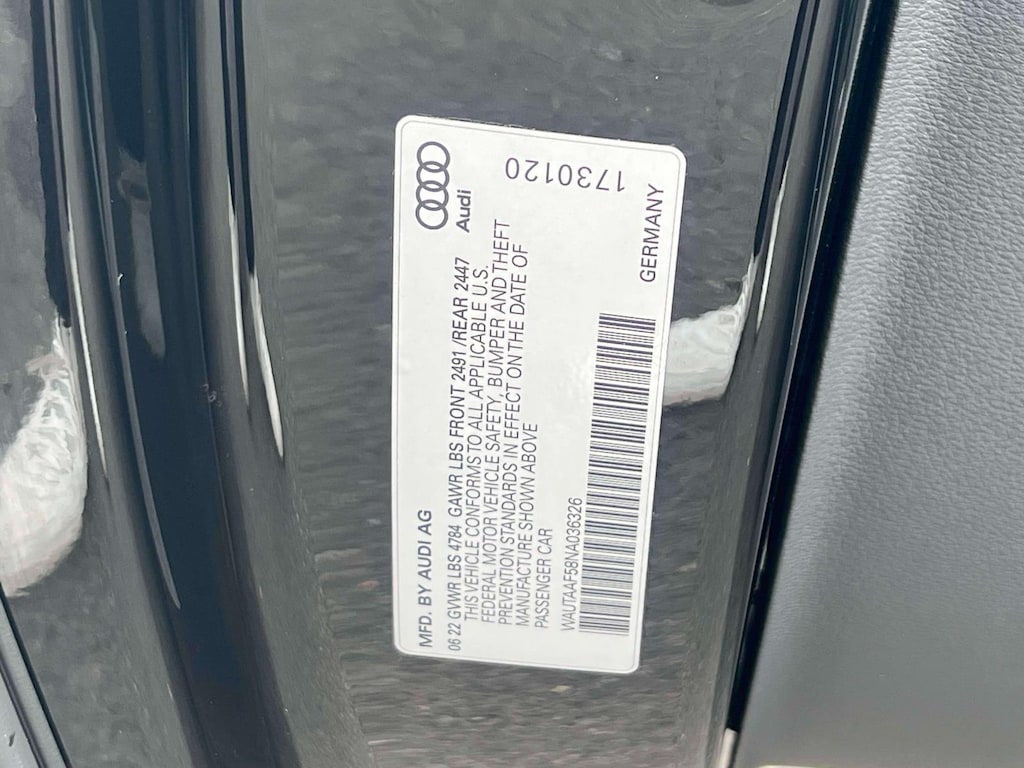 Audi
MFD. BY AUDI AG
06 22 GVWR LBS 4784 GAWR LBS FRONT 2491 /REAR 2447
THIS VEHICLE CONFORMS TO ALL APPLICABLE U.S.
FEDERAL MOTOR VEHICLE SAFETY, BUMPER AND THEFT
PREVENTION STANDARDS IN EFFECT ON THE DATE OF
MANUFACTURE SHOWN ABOVE
PASSENGER CAR
WAUTAAF58NA036326
1730120
GERMANY